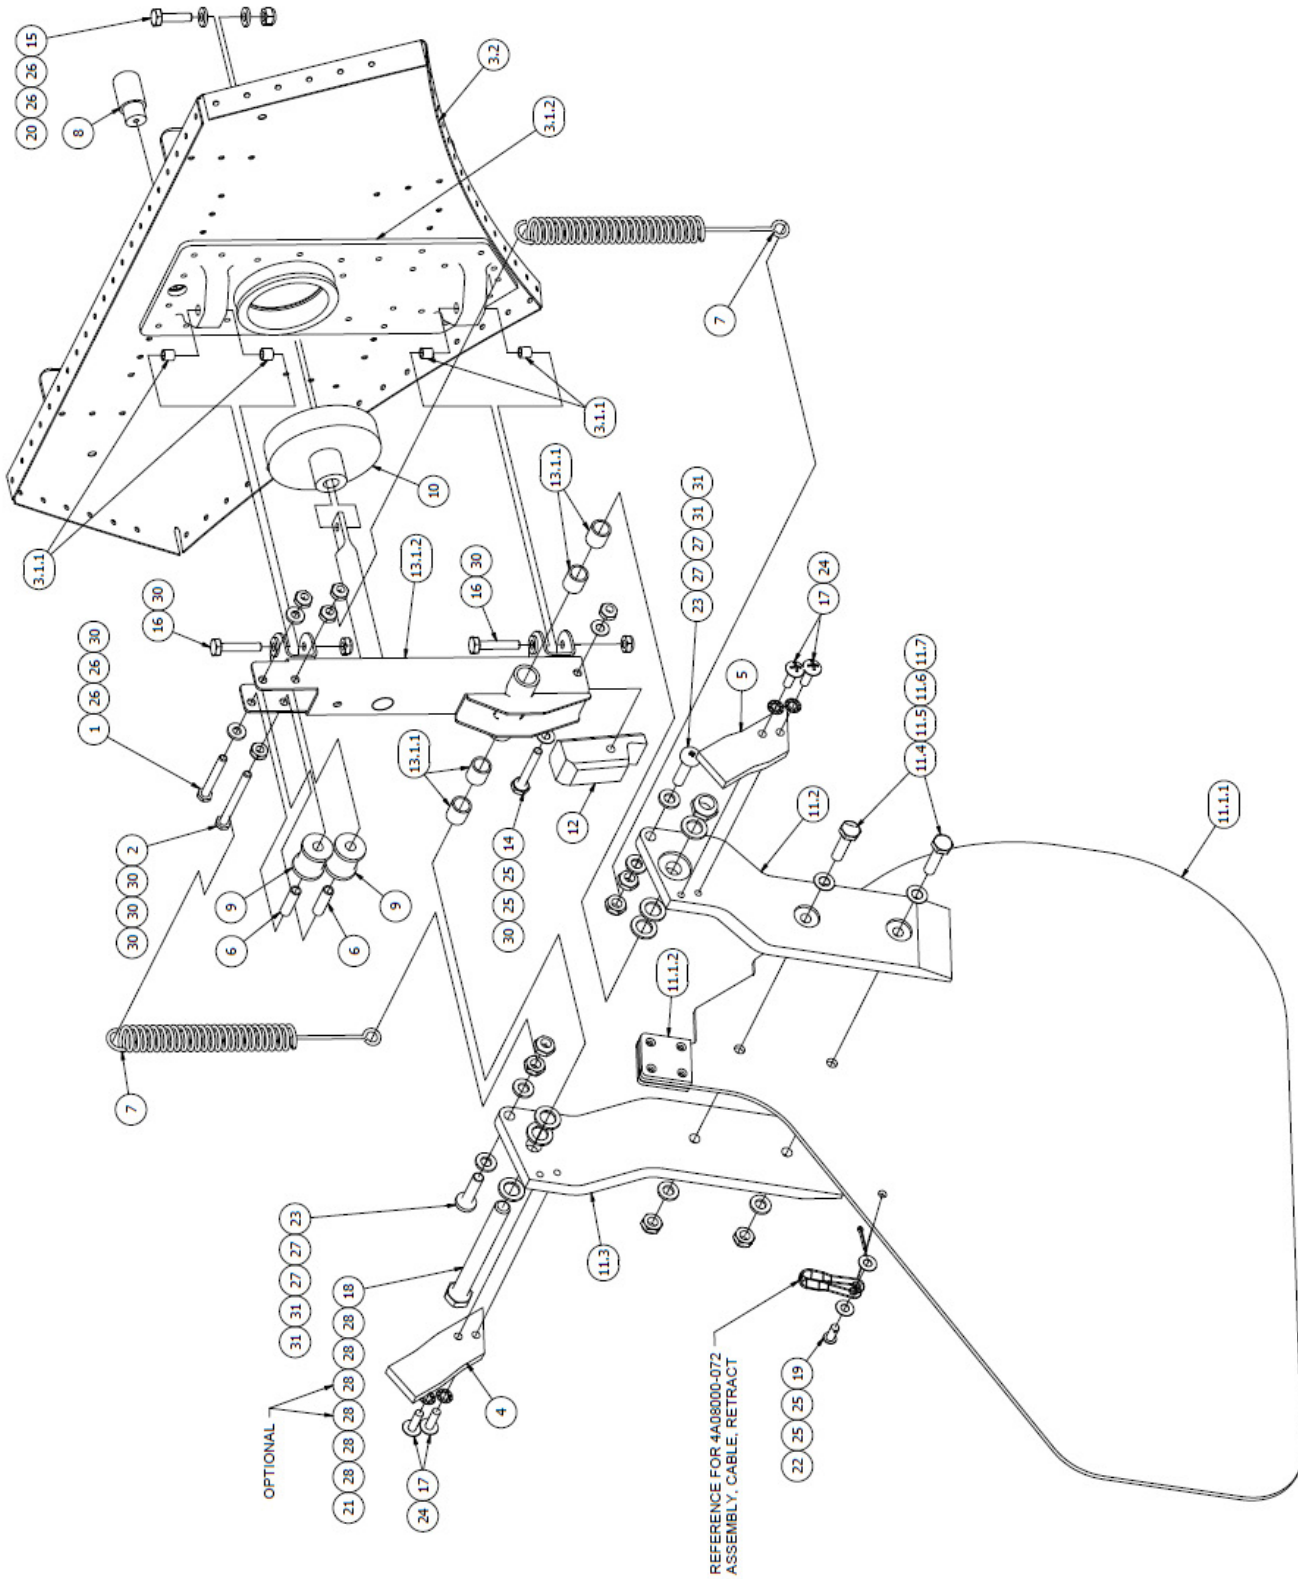 20 26 26 15
3.1.1
8
1 26 26 30
7
30 30 30 30 2
16 30
6
9
OPTIONAL
31 31 27 27 23
21 28 28 28 28 28 28 18
6
9
13.1.1
13.1.2
24 17
10
16 30
3.2
4
30 25 25 14
3.1.2
13.1.1
12
11.3
3.1.1
11.1.2
23 27 27 31 31
7
REFERENCE FOR 4A08000-072
ASSEMBLY, CABLE, RETRACT
5
22 25 25 19
11.2
17 24
11.4 11.5 11.6 11.7
11.1.1